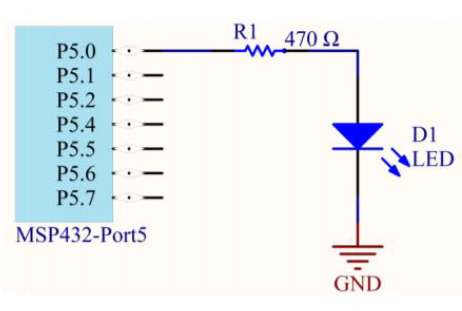 R1
470 Ω
P5.0
P5.1
P5.2
P5.4
P5.5
P5.6
P5.7
D1
LED
MSP432-Port5
GND